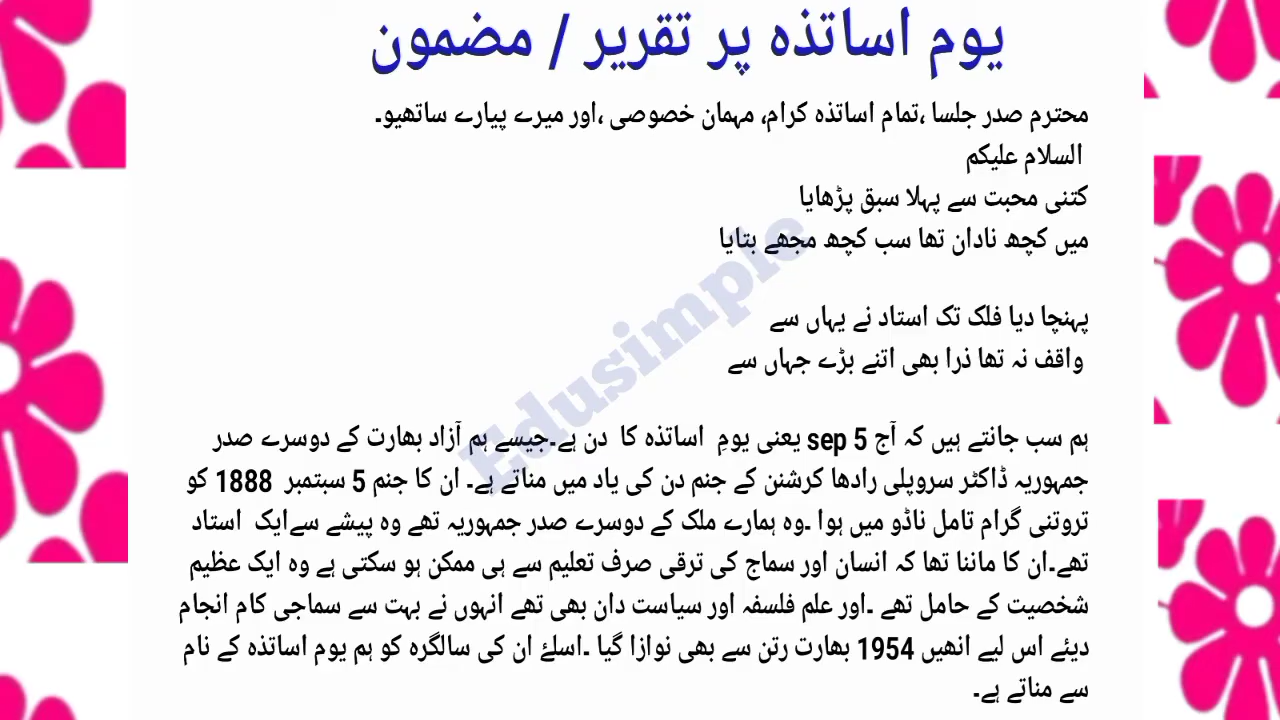 یوم اساتذہ پر تقریر / مضمون
محترم صدر جلسا ،تمام اساتذہ کرام، مہمان خصوصی ،اور میرے پیارے ساتھیو۔
السلام علیکم
کتنی محبت سے پہلا سبق پڑھایا
میں کچھ نادان تھا سب کچھ مجھے بتایا
پہنچا دیا فلک تک استاد نے یہاں سے
واقف نہ تھا ذرا بھی اتنے بڑے جہاں سے
ہم سب جانتے ہیں کہ آج 5 sep یعنی یومِ اساتذہ کا دن ہے۔جیسے ہم آزاد بھارت کے دوسرے صدر
جمہوریہ ڈاکٹر سروپلی رادھا کرشنن کے جنم دن کی یاد میں مناتے ہے۔ ان کا جنم 5 سبتمبر 1888 کو
تروتنی گرام تامل ناڈو میں ہوا ۔وہ ہمارے ملک کے دوسرے صدر جمہوریہ تھے وہ پیشے سےایک استاد
تھے۔ان کا ماننا تھا کہ انسان اور سماج کی ترقی صرف تعلیم سے ہی ممکن ہو سکتی ہے وہ ایک عظیم
شخصیت کے حامل تھے ۔اور علم فلسفہ اور سیاست دان بھی تھے انہوں نے بہت سے سماجی کام انجام
دیئے اس لیے انھیں 1954 بھارت رتن سے بھی نوازا گیا ۔اسلۓ ان کی سالگرہ کو ہم یوم اساتذہ کے نام
سے مناتے ہے۔
Edusimple